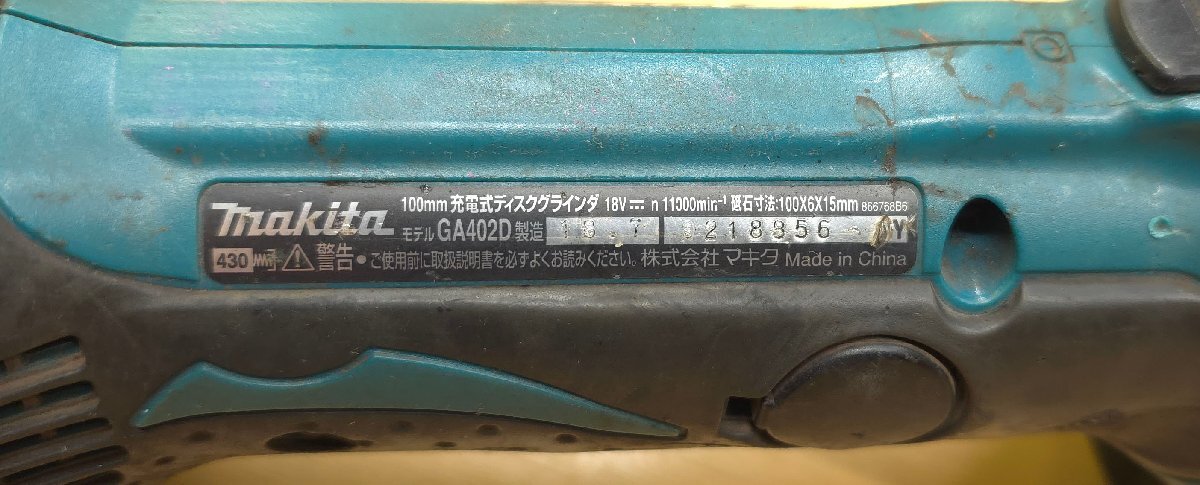 100mm 充電式ディスクグラインダ 18V⎓ n 11000min⁻¹ 砥石寸法:100X6X15mm
makita モデル GA402D 製造 Y
430 警告・ご使用前に取扱説明書を必ずよくお読みください。株式会社 マキタ Made in China